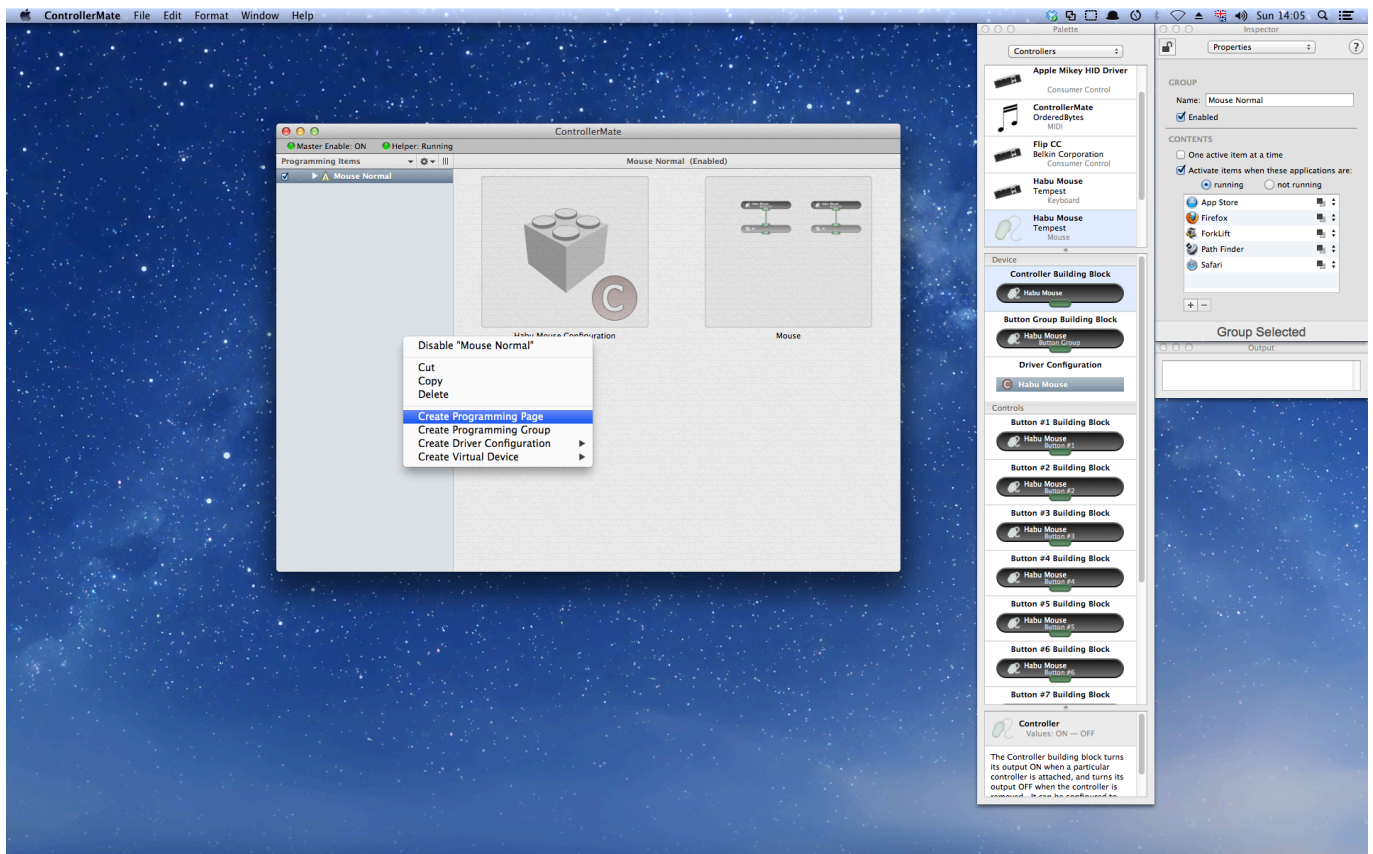 ControllerMate File Edit Format Window Help
Sun 14:05
ControllerMate
Master Enable: ON Helper: Running
Programming Items
Mouse Normal (Enabled)
Mouse Normal
C
Habu Mouse Configuration
Mouse
Disable "Mouse Normal"
Cut
Copy
Delete
Create Programming Page
Create Programming Group
Create Driver Configuration
Create Virtual Device
Palette
Controllers
Apple Mikey HID Driver
Consumer Control
ControllerMate
OrderedBytes
MIDI
Flip CC
Belkin Corporation
Consumer Control
Habu Mouse
Tempest
Keyboard
Habu Mouse
Tempest
Mouse
Device
Controller Building Block
Habu Mouse
Button Group Building Block
Habu Mouse
Button Group
Driver Configuration
C Habu Mouse
Controls
Button #1 Building Block
Habu Mouse
Button #1
Button #2 Building Block
Habu Mouse
Button #2
Button #3 Building Block
Habu Mouse
Button #3
Button #4 Building Block
Habu Mouse
Button #4
Button #5 Building Block
Habu Mouse
Button #5
Button #6 Building Block
Habu Mouse
Button #6
Button #7 Building Block
Controller
Values: ON — OFF
The Controller building block turns
its output ON when a particular
controller is attached, and turns its
output OFF when the controller is
removed. It can be configured to
Inspector
Properties
?
GROUP
Name: Mouse Normal
Enabled
CONTENTS
One active item at a time
Activate items when these applications are:
running not running
App Store
Firefox
ForkLift
Path Finder
Safari
+ −
Group Selected
Output